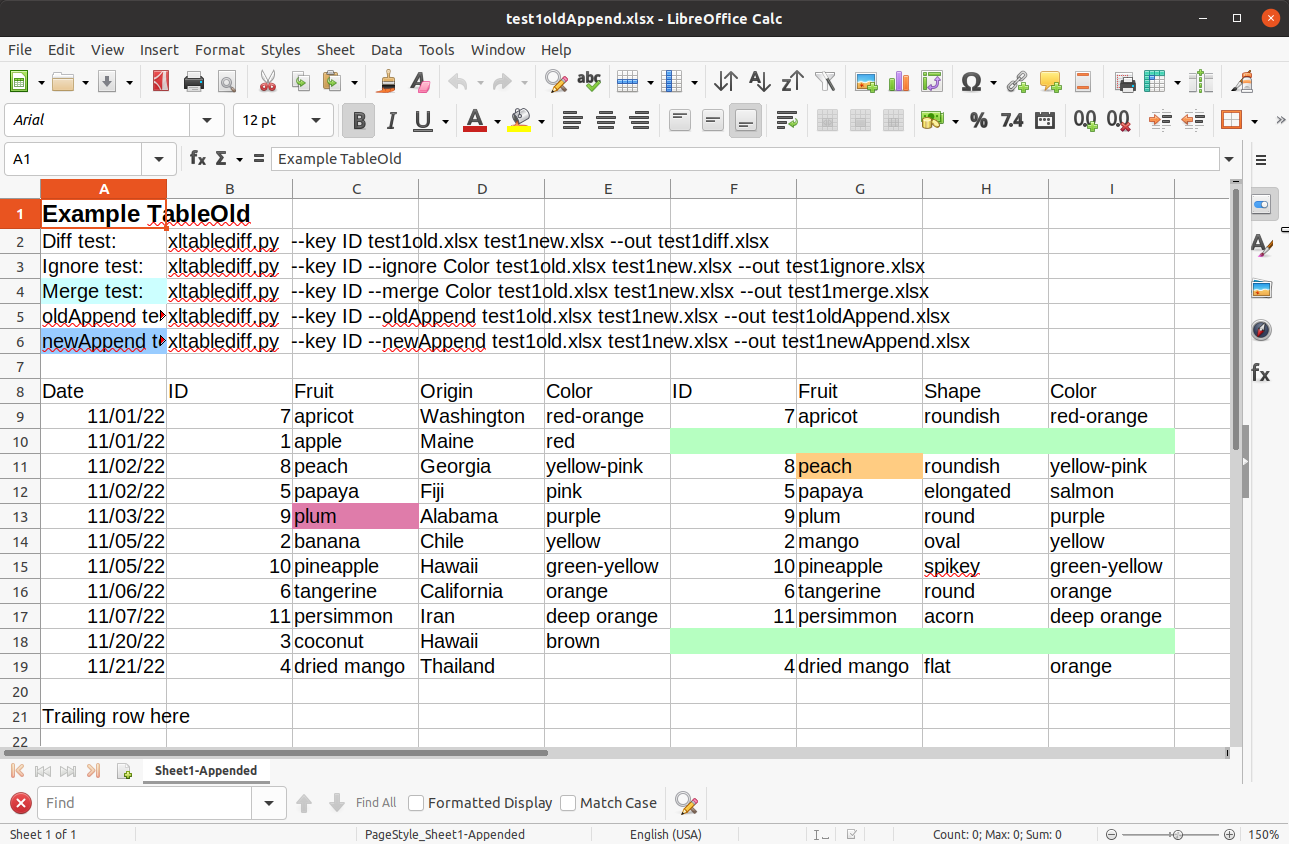 test1oldAppend.xlsx - LibreOffice Calc
File Edit View Insert Format Styles Sheet Data Tools Window Help
Arial 12 pt B I U A % 7.4 0.0 0.0 »
A1 fx Σ = Example TableOld
A B C D E F G H I
1 Example TableOld
2 Diff test: xltablediff.py --key ID test1old.xlsx test1new.xlsx --out test1diff.xlsx
3 Ignore test: xltablediff.py --key ID --ignore Color test1old.xlsx test1new.xlsx --out test1ignore.xlsx
4 Merge test: xltablediff.py --key ID --merge Color test1old.xlsx test1new.xlsx --out test1merge.xlsx
5 oldAppend te xltablediff.py --key ID --oldAppend test1old.xlsx test1new.xlsx --out test1oldAppend.xlsx
6 newAppend t xltablediff.py --key ID --newAppend test1old.xlsx test1new.xlsx --out test1newAppend.xlsx
7
8 Date ID Fruit Origin Color ID Fruit Shape Color
9 11/01/22 7 apricot Washington red-orange 7 apricot roundish red-orange
10 11/01/22 1 apple Maine red
11 11/02/22 8 peach Georgia yellow-pink 8 peach roundish yellow-pink
12 11/02/22 5 papaya Fiji pink 5 papaya elongated salmon
13 11/03/22 9 plum Alabama purple 9 plum round purple
14 11/05/22 2 banana Chile yellow 2 mango oval yellow
15 11/05/22 10 pineapple Hawaii green-yellow 10 pineapple spikey green-yellow
16 11/06/22 6 tangerine California orange 6 tangerine round orange
17 11/07/22 11 persimmon Iran deep orange 11 persimmon acorn deep orange
18 11/20/22 3 coconut Hawaii brown
19 11/21/22 4 dried mango Thailand 4 dried mango flat orange
20
21 Trailing row here
22
Sheet1-Appended
Find Find All Formatted Display Match Case
Sheet 1 of 1 PageStyle_Sheet1-Appended English (USA) Count: 0; Max: 0; Sum: 0 150%